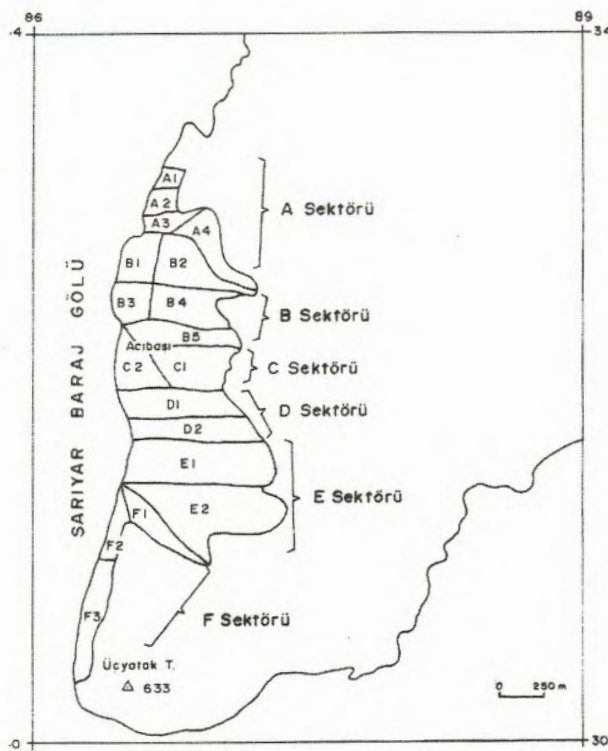 86
89
.4
34
A1
A2
A3
A4
A Sektörü
B1
B2
B3
B4
B Sektörü
B5
Acıbaşı
C2
C1
C Sektörü
D1
D Sektörü
D2
E1
E2
E Sektörü
F1
F2
F3
F Sektörü
SARIYAR BARAJ GÖLÜ
Üçyatak T.
633
0 250 m
.0
30